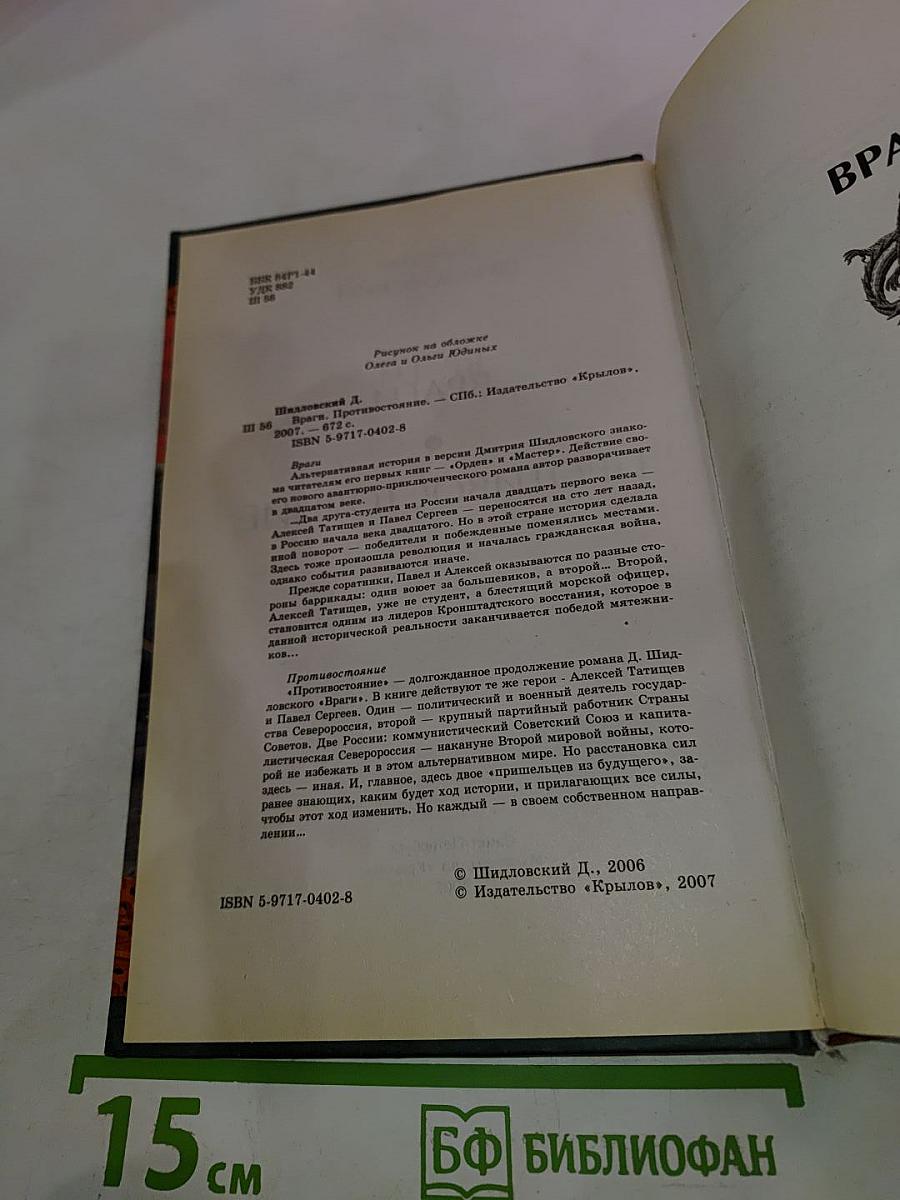 ББК 84Р1-44
УДК 882
Ш 56
Рисунок на обложке
Олега и Ольги Юдиных
Шидловский Д.
Ш 56 Враги. Противостояние. — СПб.: Издательство «Крылов»,
2007. — 672 с.
ISBN 5-9717-0402-8
Враги
Альтернативная история в версии Дмитрия Шидловского знако-
ма читателям его первых книг — «Орден» и «Мастер». Действие сво-
его нового авантюрно-приключенческого романа автор разворачивает
в двадцатом веке.
...Два друга-студента из России начала двадцать первого века —
Алексей Татищев и Павел Сергеев — переносятся на сто лет назад,
в Россию начала века двадцатого. Но в этой стране история сделала
иной поворот — победители и побежденные поменялись местами.
Здесь тоже произошла революция и началась гражданская война,
однако события развиваются иначе.
Прежде соратники, Павел и Алексей оказываются по разные сто-
роны баррикады: один воюет за большевиков, а второй... Второй,
Алексей Татищев, уже не студент, а блестящий морской офицер,
становится одним из лидеров Кронштадтского восстания, которое в
данной исторической реальности заканчивается победой мятежни-
ков...
Противостояние
«Противостояние» — долгожданное продолжение романа Д. Шид-
ловского «Враги». В книге действуют те же герои - Алексей Татищев
и Павел Сергеев. Один — политический и военный деятель государ-
ства Северороссия, второй — крупный партийный работник Страны
Советов. Две России: коммунистический Советский Союз и капита-
листическая Северороссия — накануне Второй мировой войны, кото-
рой не избежать и в этом альтернативном мире. Но расстановка сил
здесь — иная. И, главное, здесь двое «пришельцев из будущего», за-
ранее знающих, каким будет ход истории, и прилагающих все силы,
чтобы этот ход изменить. Но каждый — в своем собственном направ-
лении...
© Шидловский Д., 2006
ISBN 5-9717-0402-8 © Издательство «Крылов», 2007
ВРА
15 см
БФ БИБЛИОФАН